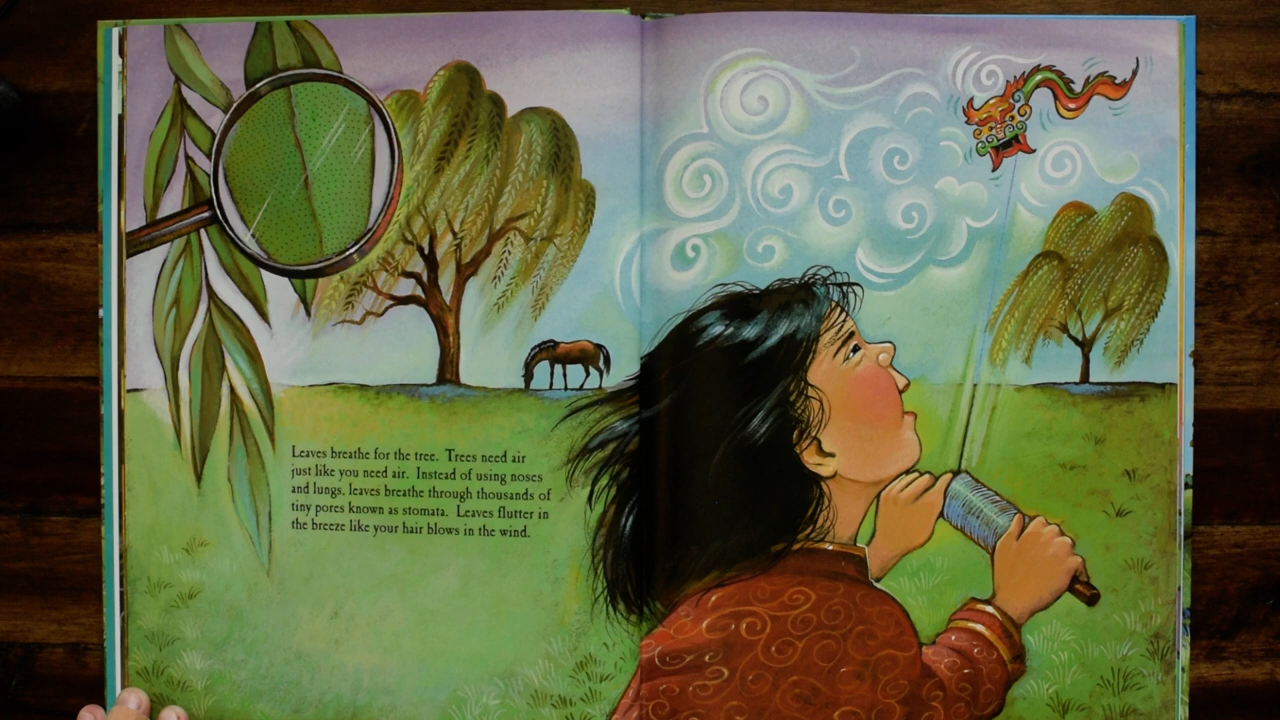 Leaves breathe for the tree. Trees need air
just like you need air. Instead of using noses
and lungs, leaves breathe through thousands of
tiny pores known as stomata. Leaves flutter in
the breeze like your hair blows in the wind.